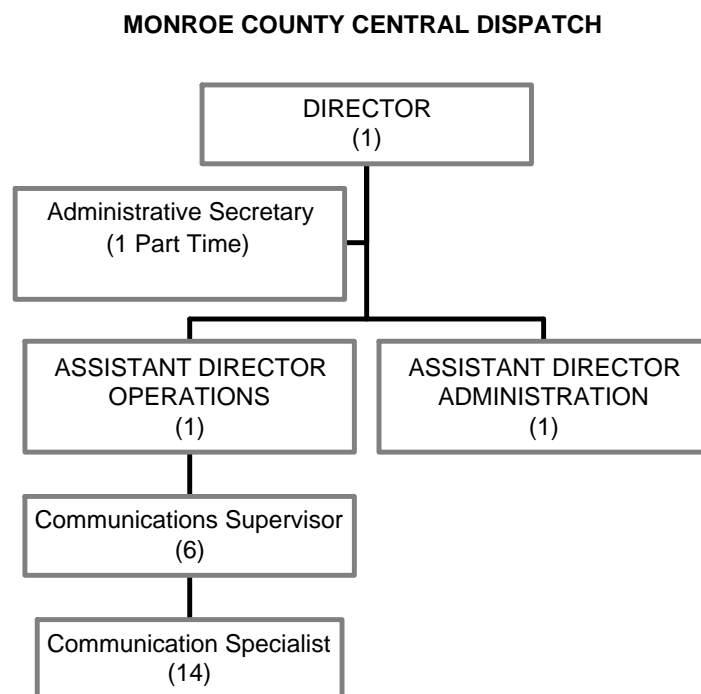 MONROE COUNTY CENTRAL DISPATCH
DIRECTOR
(1)
Administrative Secretary
(1 Part Time)
ASSISTANT DIRECTOR
OPERATIONS
(1)
ASSISTANT DIRECTOR
ADMINISTRATION
(1)
Communications Supervisor
(6)
Communication Specialist
(14)